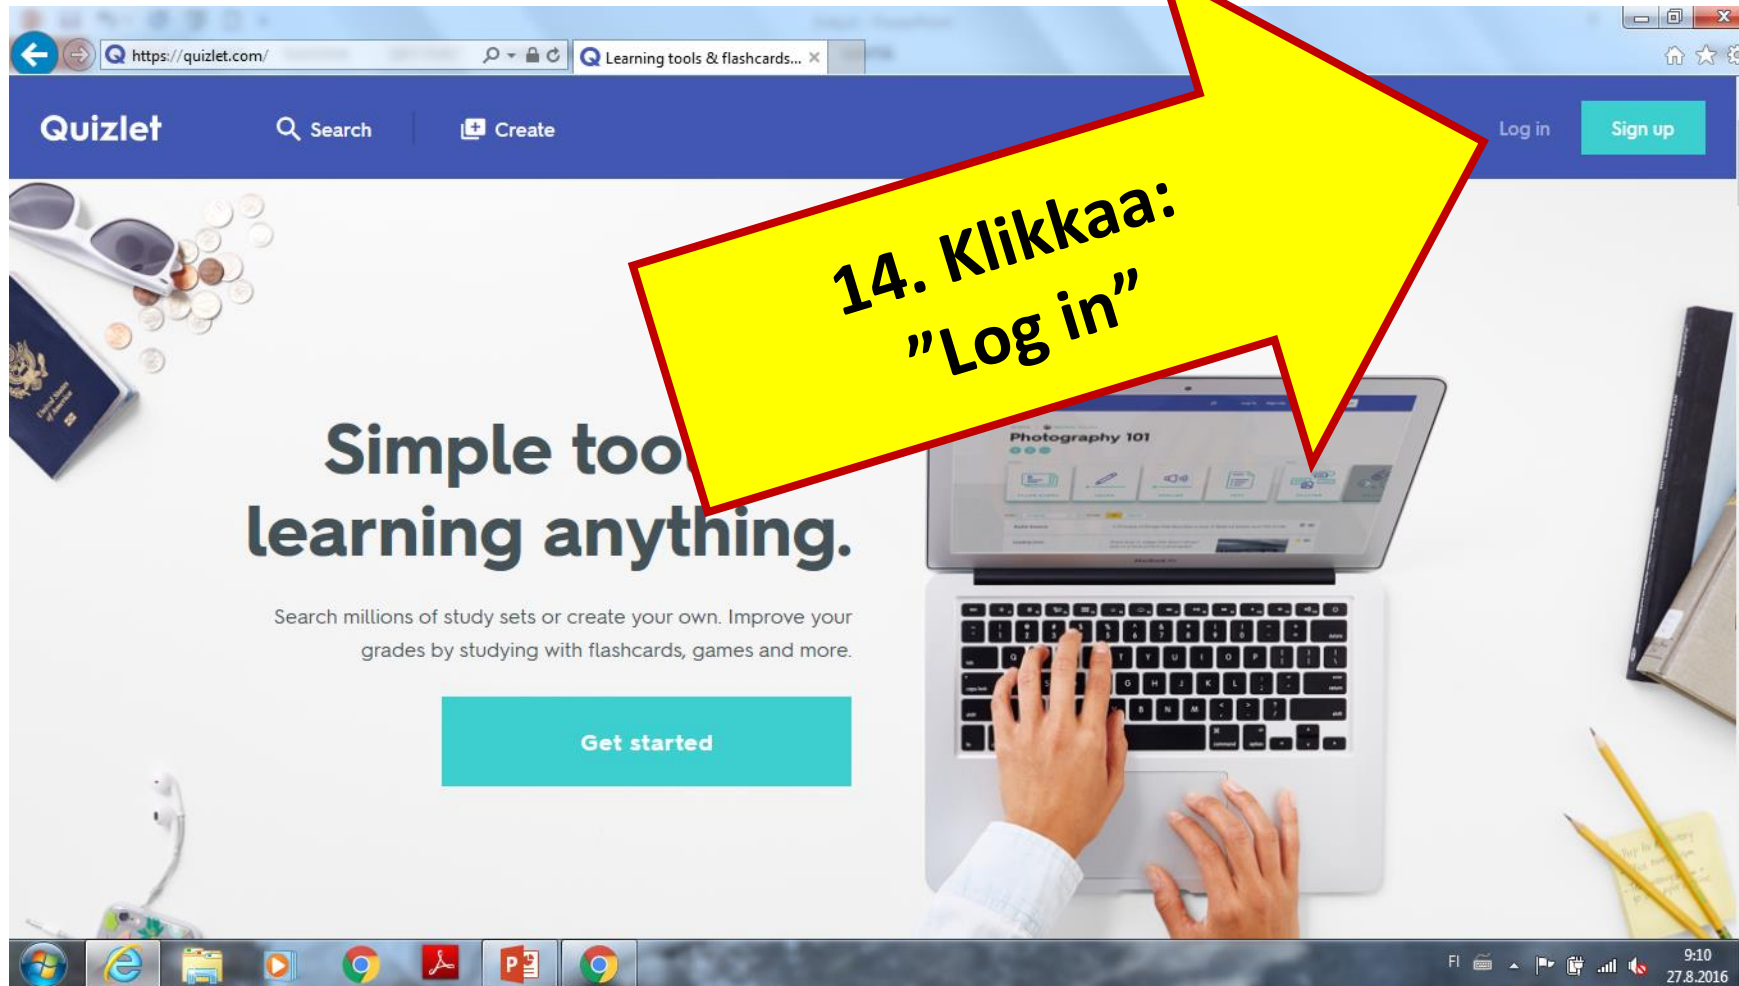 https://quizlet.com/
Learning tools & flashcards...
Quizlet
Search
Create
Log in
Sign up
14. Klikkaa:
”Log in”
Simple too
learning anything.
Search millions of study sets or create your own. Improve your
grades by studying with flashcards, games and more.
Get started
Photography 101
FI
9:10
27.8.2016